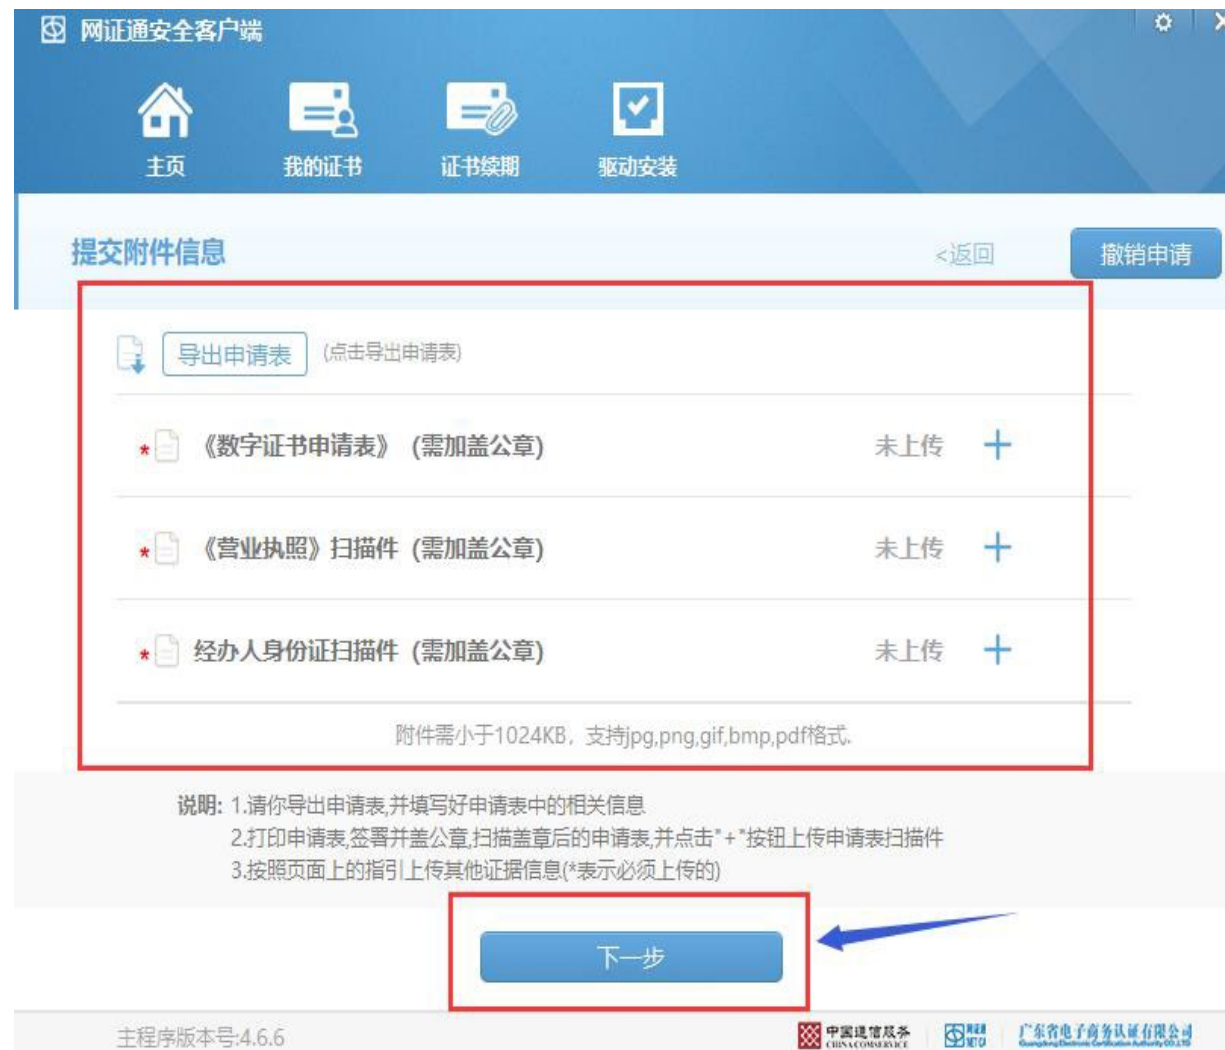 网证通安全客户端
主页 我的证书 证书续期 驱动安装
提交附件信息 <返回 撤销申请
导出申请表 (点击导出申请表)
* 《数字证书申请表》 (需加盖公章) 未上传
* 《营业执照》扫描件 (需加盖公章) 未上传
* 经办人身份证扫描件 (需加盖公章) 未上传
附件需小于1024KB, 支持jpg,png,gif,bmp,pdf格式.
说明: 1.请你导出申请表,并填写好申请表中的相关信息
2.打印申请表,签署并盖公章,扫描盖章后的申请表,并点击"+"按钮上传申请表扫描件
3.按照页面上的指引上传其他证据信息(*表示必须上传的)
下一步
主程序版本号:4.6.6 中国通信服务 广东省电子商务认证有限公司
CHINA COMSERVICE